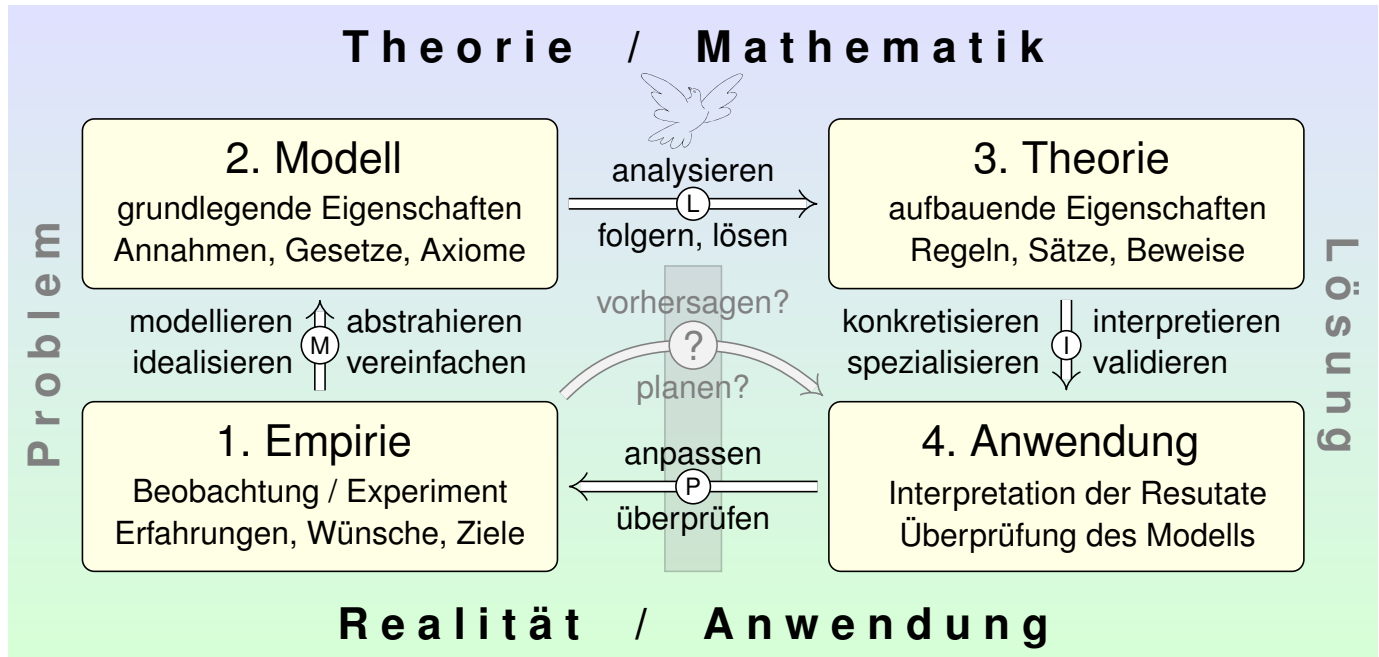 Theorie / Mathematik
Problem
2. Modell
grundlegende Eigenschaften
Annahmen, Gesetze, Axiome
analysieren
L
folgern, lösen
3. Theorie
aufbauende Eigenschaften
Regeln, Sätze, Beweise
Lösung
modellieren abstrahieren
M
idealisieren vereinfachen
vorhersagen?
?
planen?
konkretisieren interpretieren
I
spezialisieren validieren
1. Empirie
Beobachtung / Experiment
Erfahrungen, Wünsche, Ziele
anpassen
P
überprüfen
4. Anwendung
Interpretation der Resutate
Überprüfung des Modells
Realität / Anwendung